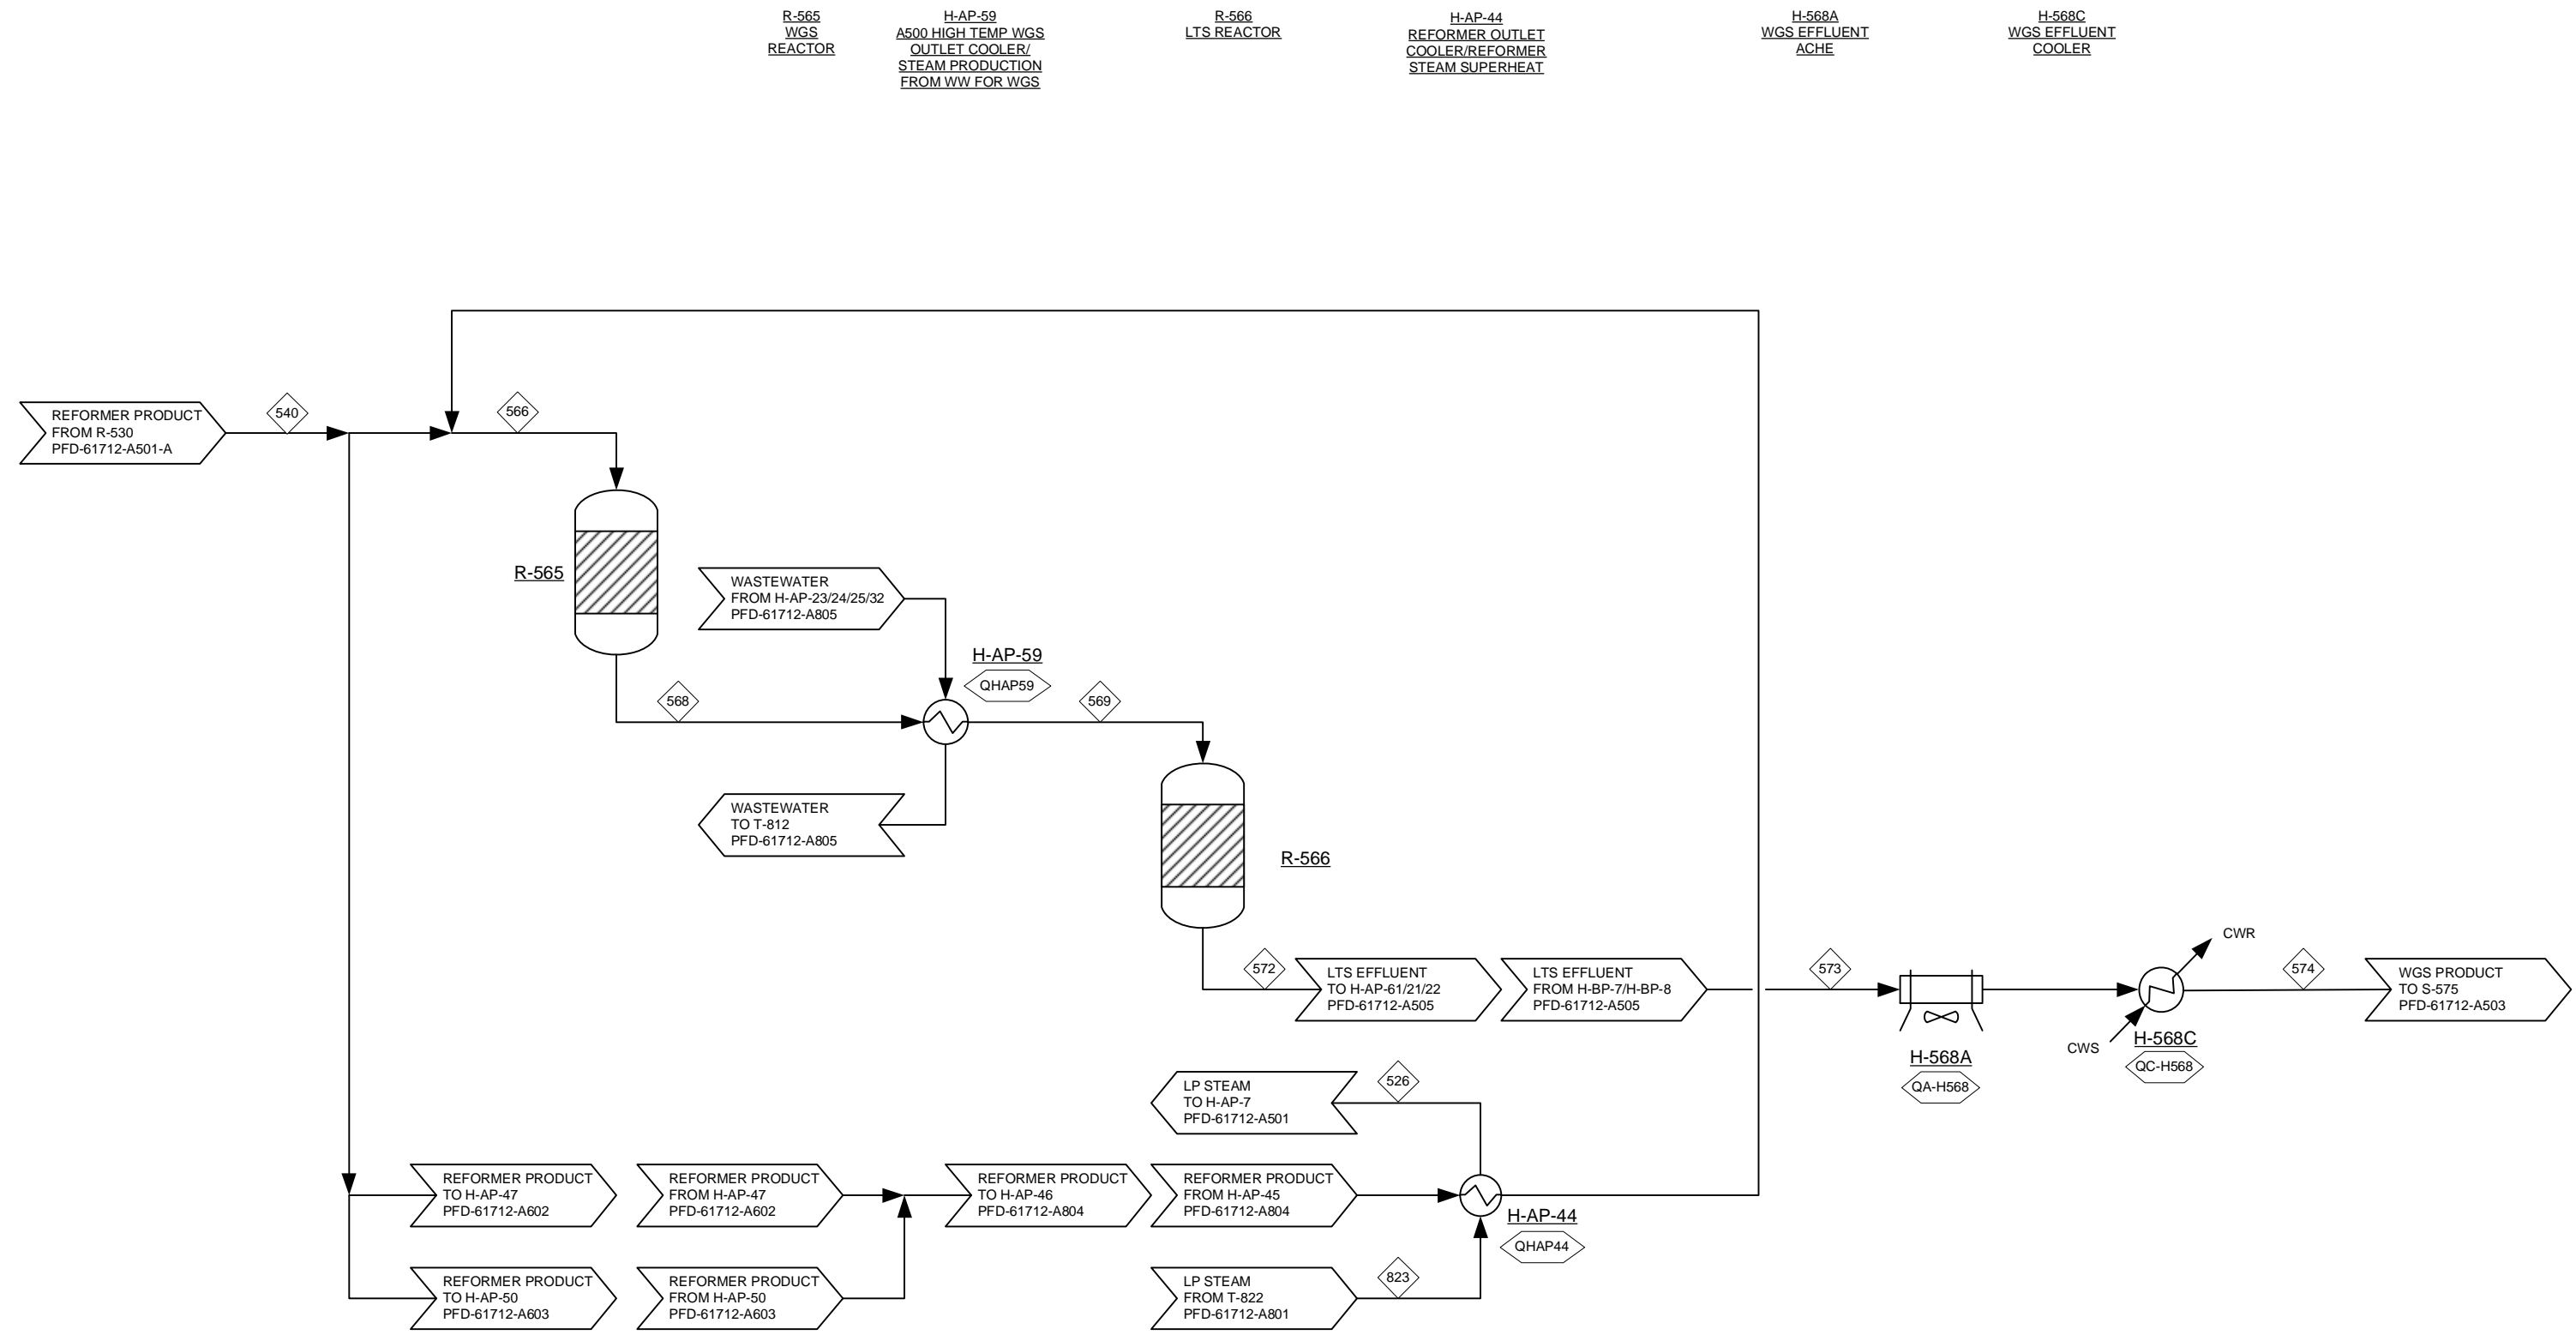 R-565
WGS
REACTOR
H-AP-59
A500 HIGH TEMP WGS
OUTLET COOLER/
STEAM PRODUCTION
FROM WW FOR WGS
R-566
LTS REACTOR
H-AP-44
REFORMER OUTLET
COOLER/REFORMER
STEAM SUPERHEAT
H-568A
WGS EFFLUENT
ACHE
H-568C
WGS EFFLUENT
COOLER
REFORMER PRODUCT
FROM R-530
PFD-61712-A501-A
540
566
R-565
WASTEWATER
FROM H-AP-23/24/25/32
PFD-61712-A805
H-AP-59
QHAP59
568
569
WASTEWATER
TO T-812
PFD-61712-A805
R-566
572
LTS EFFLUENT
TO H-AP-61/21/22
PFD-61712-A505
LTS EFFLUENT
FROM H-BP-7/H-BP-8
PFD-61712-A505
573
H-568A
QA-H568
CWR
CWS
H-568C
QC-H568
574
WGS PRODUCT
TO S-575
PFD-61712-A503
LP STEAM
TO H-AP-7
PFD-61712-A501
526
REFORMER PRODUCT
TO H-AP-47
PFD-61712-A602
REFORMER PRODUCT
FROM H-AP-47
PFD-61712-A602
REFORMER PRODUCT
TO H-AP-46
PFD-61712-A804
REFORMER PRODUCT
FROM H-AP-45
PFD-61712-A804
H-AP-44
QHAP44
REFORMER PRODUCT
TO H-AP-50
PFD-61712-A603
REFORMER PRODUCT
FROM H-AP-50
PFD-61712-A603
LP STEAM
FROM T-822
PFD-61712-A801
823